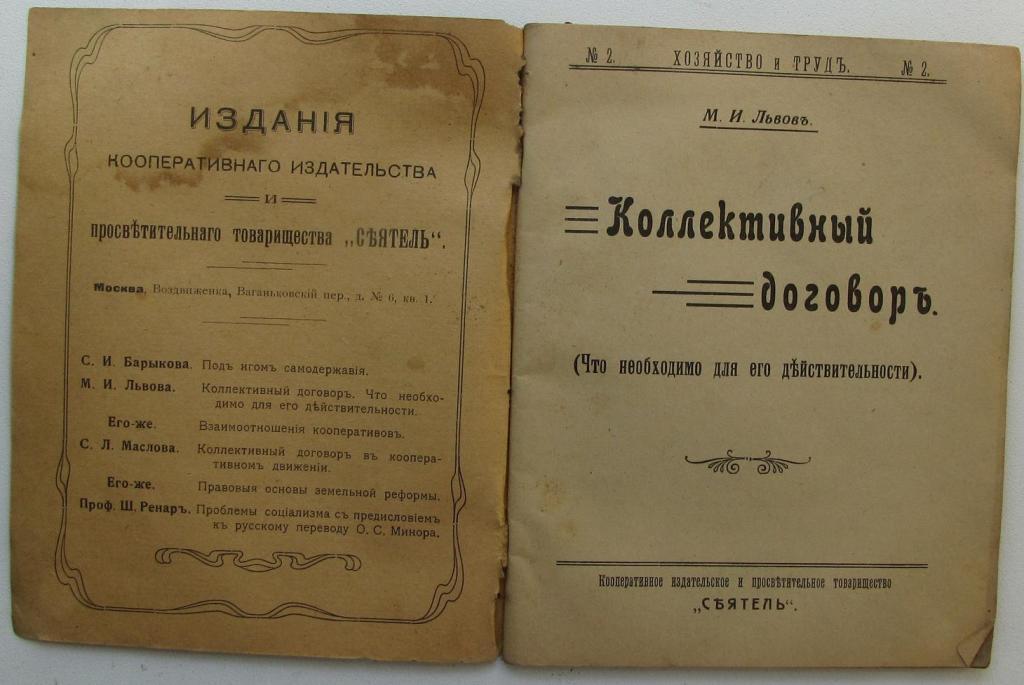 ИЗДАНІЯ
КООПЕРАТИВНАГО ИЗДАТЕЛЬСТВА
И
просвѣтительнаго товарищества „СѢЯТЕЛЬ“.
Москва, Воздвиженка, Ваганьковскій пер., д. № 6, кв. 1.
С. И. Барыкова. Подъ игомъ самодержавія.
М. И. Львова. Коллективный договоръ. Что необхо-
димо для его дѣйствительности.
Его-же. Взаимоотношенія кооперативовъ.
С. Л. Маслова. Коллективный договоръ въ коопера-
тивномъ движеніи.
Его-же. Правовыя основы земельной реформы.
Проф. Ш. Ренаръ. Проблемы соціализма съ предисловіемъ
къ русскому переводу О. С. Минора.
№ 2. ХОЗЯЙСТВО и ТРУДЪ. № 2.
М. И. Львовъ.
Коллективный
договоръ.
(Что необходимо для его дѣйствительности).
Кооперативное издательское и просвѣтительное товарищество
„СѢЯТЕЛЬ“.